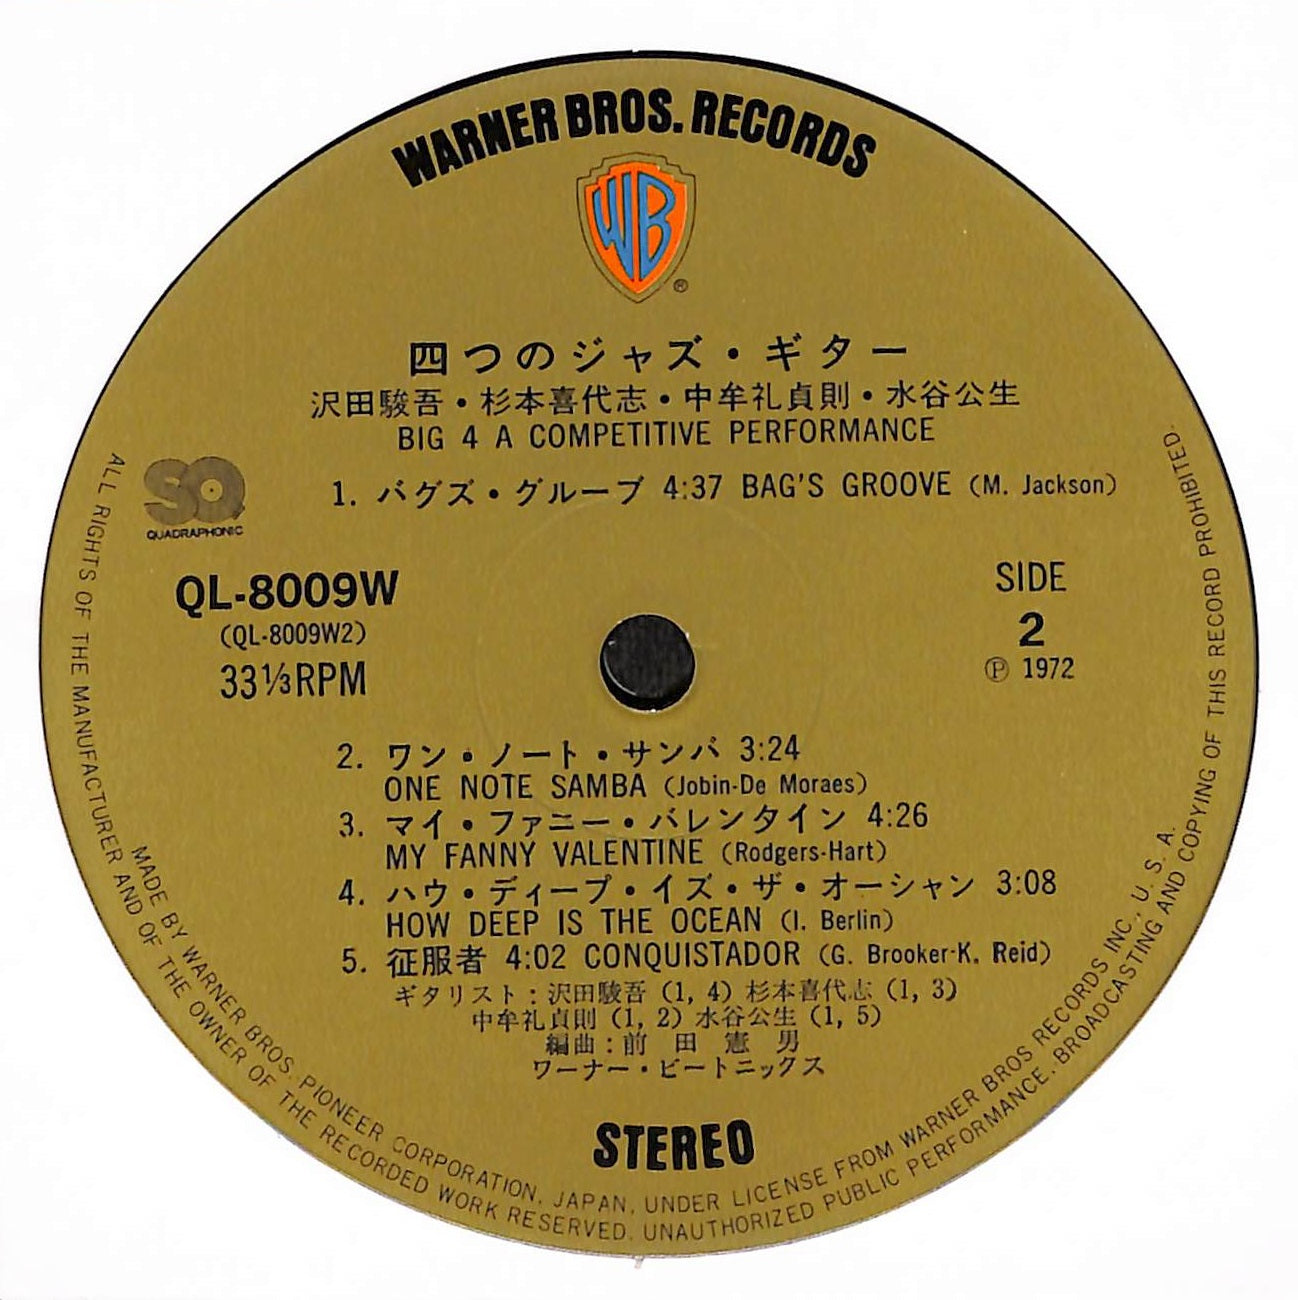 WARNER BROS. RECORDS
WB
®
四つのジャズ・ギター
沢田駿吾・杉本喜代志・中牟礼貞則・水谷公生
BIG 4 A COMPETITIVE PERFORMANCE
1. バグズ・グルーブ 4:37 BAG'S GROOVE (M. Jackson)
SQ
QUADRAPHONIC
QL-8009W
(QL-8009W2)
33⅓RPM
SIDE
2
Ⓟ 1972
2. ワン・ノート・サンバ 3:24
ONE NOTE SAMBA (Jobin-De Moraes)
3. マイ・ファニー・バレンタイン 4:26
MY FANNY VALENTINE (Rodgers-Hart)
4. ハウ・ディープ・イズ・ザ・オーシャン 3:08
HOW DEEP IS THE OCEAN (I. Berlin)
5. 征服者 4:02 CONQUISTADOR (G. Brooker-K. Reid)
ギタリスト：沢田駿吾 (1, 4) 杉本喜代志 (1, 3)
中牟礼貞則 (1, 2) 水谷公生 (1, 5)
編曲：前田憲男
ワーナー・ビートニックス
STEREO
MADE BY WARNER BROS. PIONEER CORPORATION, JAPAN, UNDER LICENSE FROM WARNER BROS RECORDS INC., U. S. A.
ALL RIGHTS OF THE MANUFACTURER AND OF THE OWNER OF THE RECORDED WORK RESERVED. UNAUTHORIZED PUBLIC PERFORMANCE. BROADCASTING AND COPYING OF THIS RECORD PROHIBITED.